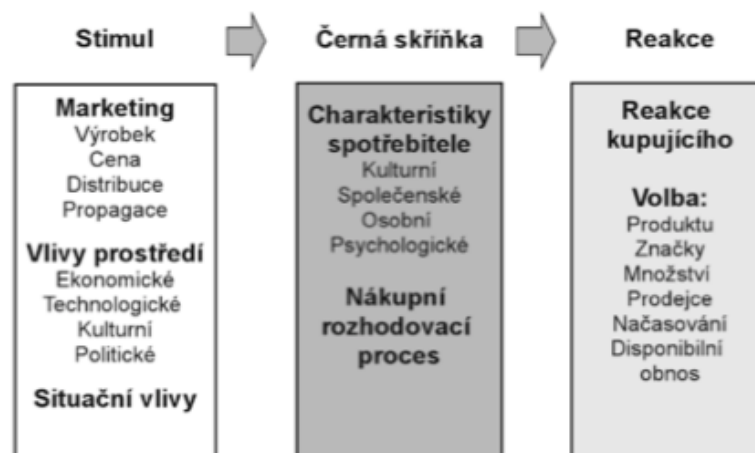 Stimul
Černá skříňka
Reakce
Marketing
Výrobek
Cena
Distribuce
Propagace
Vlivy prostředí
Ekonomické
Technologické
Kulturní
Politické
Situační vlivy
Charakteristiky
spotřebitele
Kulturní
Společenské
Osobní
Psychologické
Nákupní
rozhodovací
proces
Reakce
kupujícího
Volba:
Produktu
Značky
Množství
Prodejce
Načasování
Disponibilní
obnos